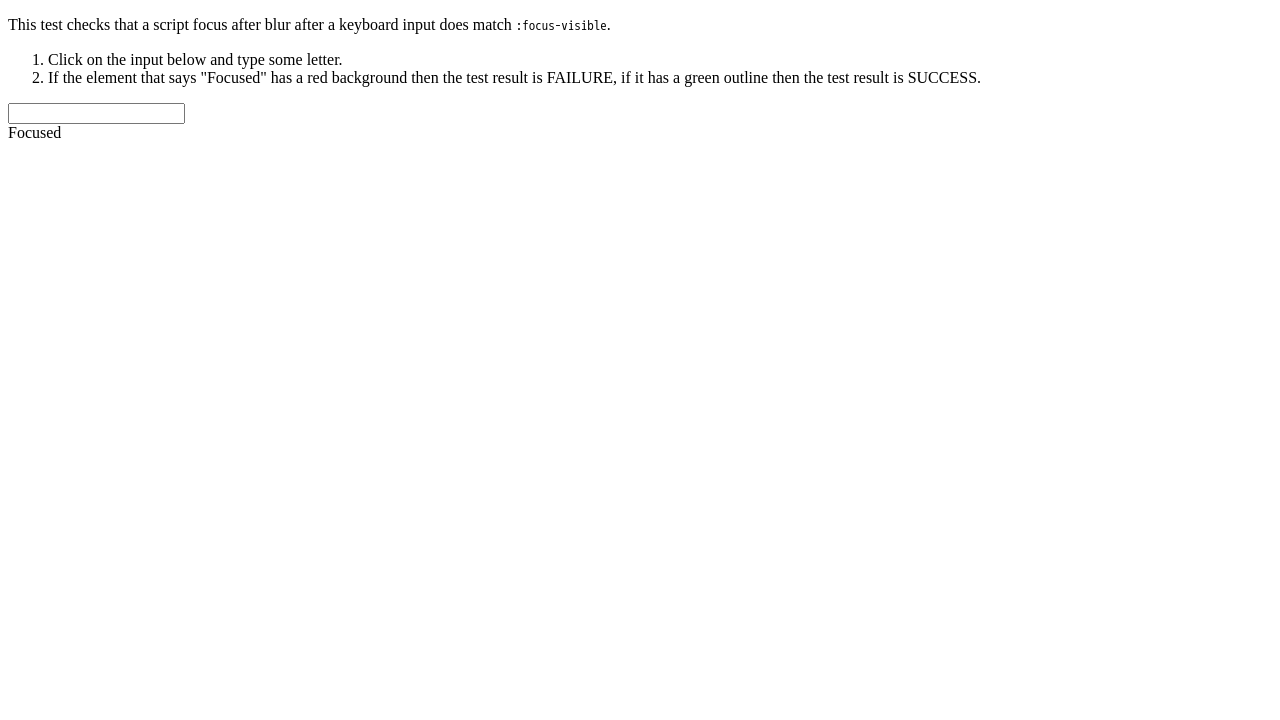 This test checks that a script focus after blur after a keyboard input does match :focus-visible.
1. Click on the input below and type some letter.
2. If the element that says "Focused" has a red background then the test result is FAILURE, if it has a green outline then the test result is SUCCESS.
Focused